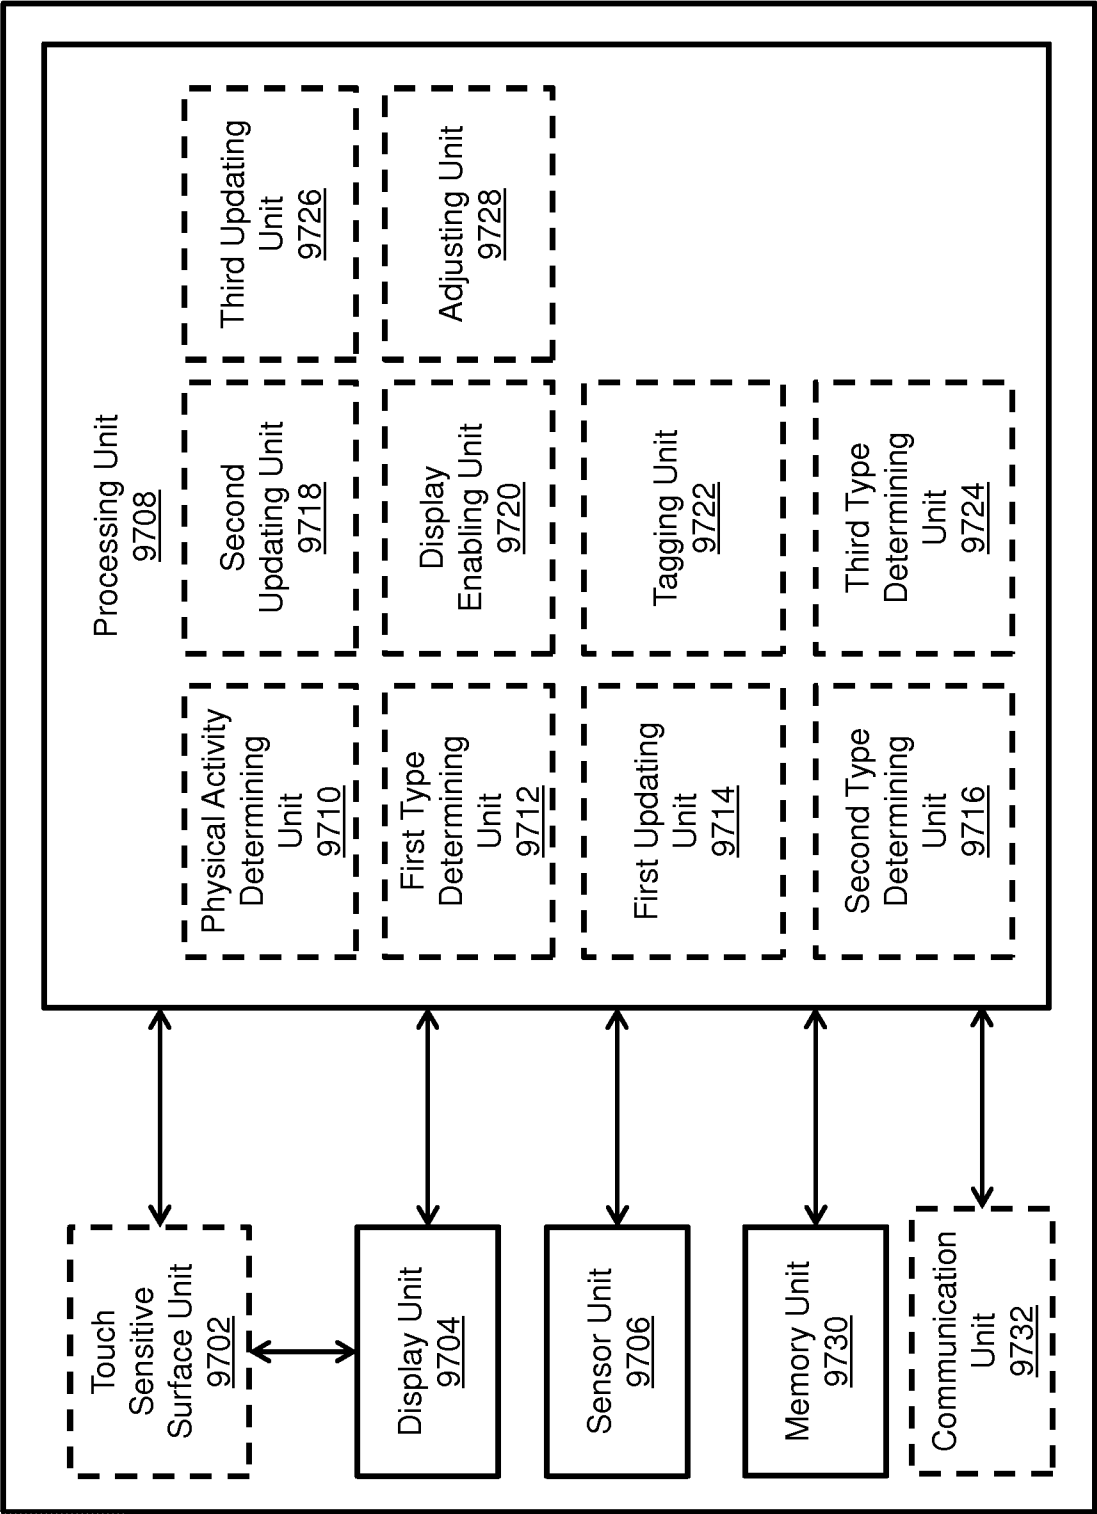 Processing Unit
9708
Touch
Sensitive
Surface Unit
9702
Display Unit
9704
Sensor Unit
9706
Memory Unit
9730
Communication
Unit
9732
Physical Activity
Determining
Unit
9710
Second
Updating Unit
9718
Third Updating
Unit
9726
First Type
Determining
Unit
9712
Display
Enabling Unit
9720
Adjusting Unit
9728
First Updating
Unit
9714
Tagging Unit
9722
Second Type
Determining
Unit
9716
Third Type
Determining
Unit
9724